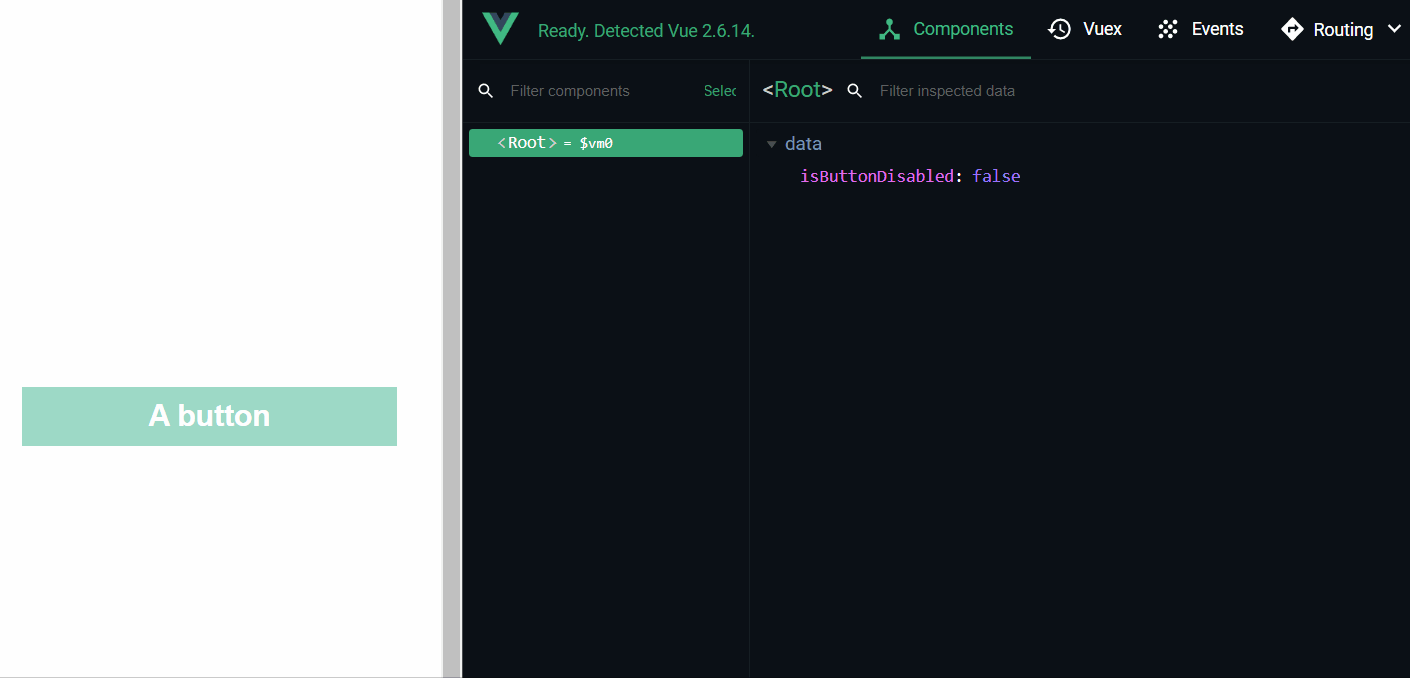 Ready. Detected Vue 2.6.14.
Components
Vuex
Events
Routing
Filter components
Selec
<Root>
Filter inspected data
<Root> = $vm0
data
isButtonDisabled: false
A button